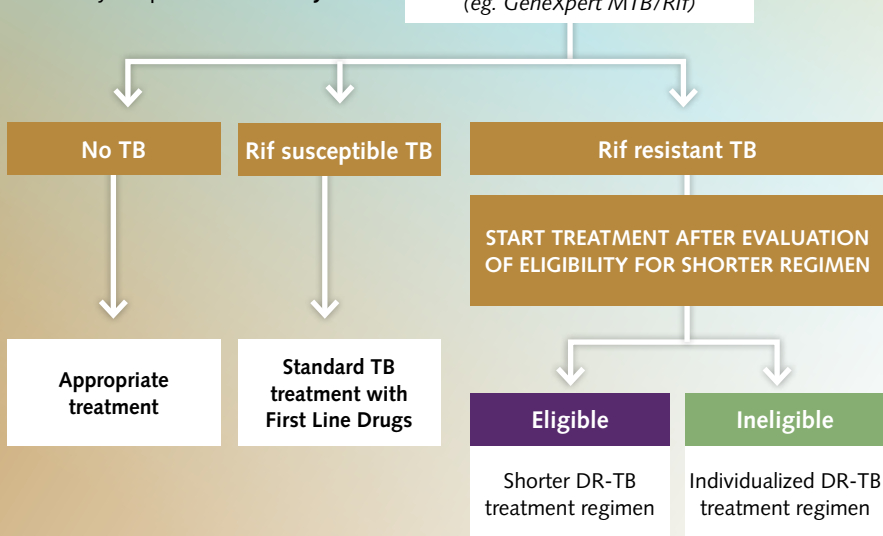 (eg. GeneXpert MTB/Rif)
No TB
Rif susceptible TB
Rif resistant TB
START TREATMENT AFTER EVALUATION
OF ELIGIBILITY FOR SHORTER REGIMEN
Appropriate
treatment
Standard TB
treatment with
First Line Drugs
Eligible
Ineligible
Shorter DR-TB
treatment regimen
Individualized DR-TB
treatment regimen